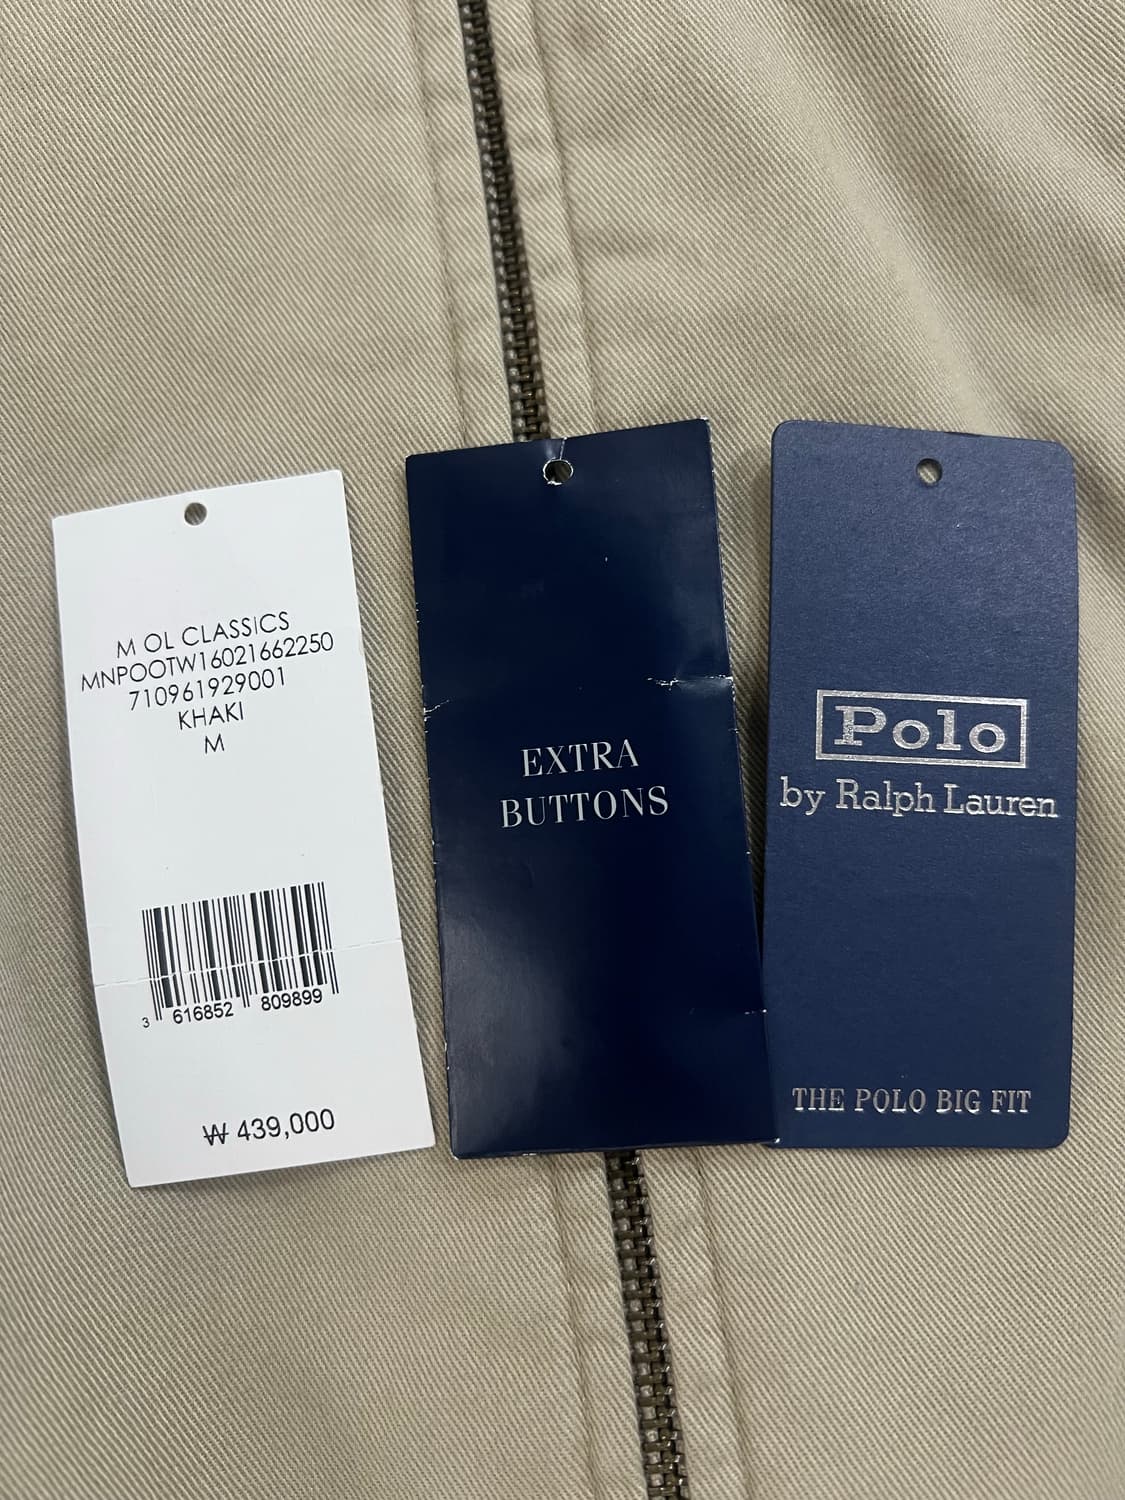 M OL CLASSICS
MNPOOTW16021662250
710961929001
KHAKI
M
3 616852 809899
₩ 439,000
EXTRA
BUTTONS
Polo
by Ralph Lauren
THE POLO BIG FIT